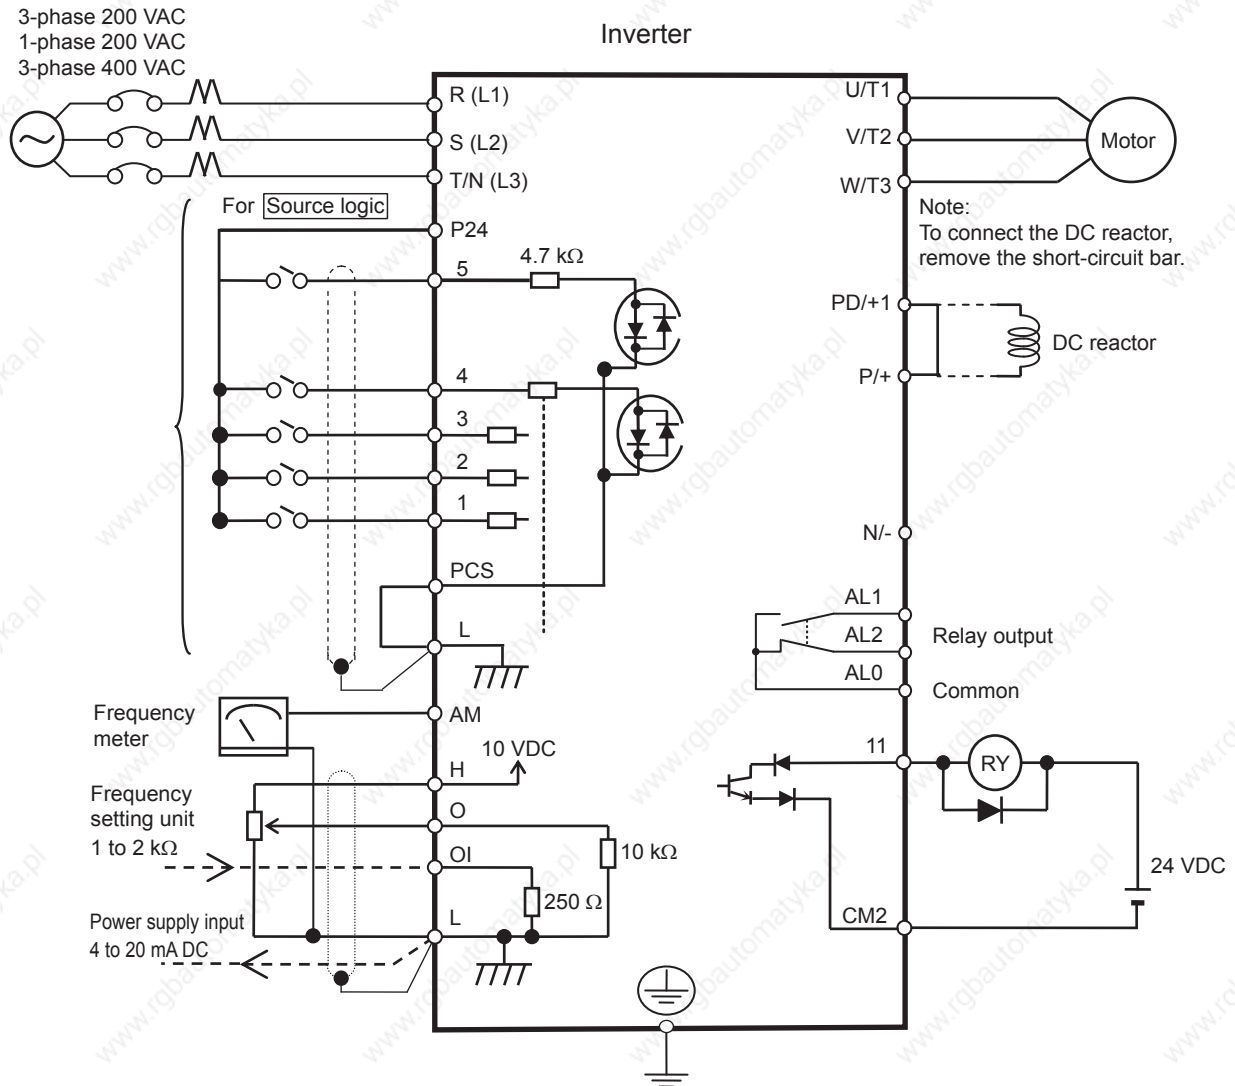 3-phase 200 VAC
1-phase 200 VAC
3-phase 400 VAC
Inverter
R (L1)
S (L2)
T/N (L3)
U/T1
V/T2
W/T3
Motor
For Source logic
P24
Note:
To connect the DC reactor,
remove the short-circuit bar.
5
4.7 kΩ
PD/+1
DC reactor
P/+
4
3
2
1
N/-
PCS
L
AL1
AL2
Relay output
AL0
Common
Frequency
meter
AM
10 VDC
H
11
RY
Frequency
setting unit
1 to 2 kΩ
O
OI
10 kΩ
250 Ω
24 VDC
Power supply input
4 to 20 mA DC
L
CM2
www.rgbautomatyka.pl